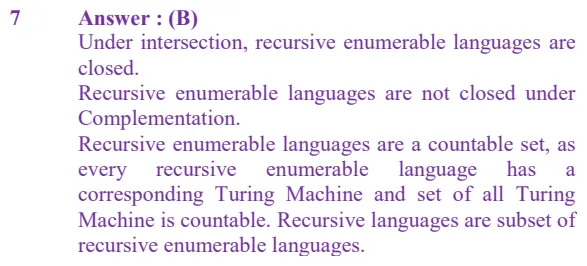 7 Answer : (B)
Under intersection, recursive enumerable languages are
closed.
Recursive enumerable languages are not closed under
Complementation.
Recursive enumerable languages are a countable set, as
every recursive enumerable language has a
corresponding Turing Machine and set of all Turing
Machine is countable. Recursive languages are subset of
recursive enumerable languages.